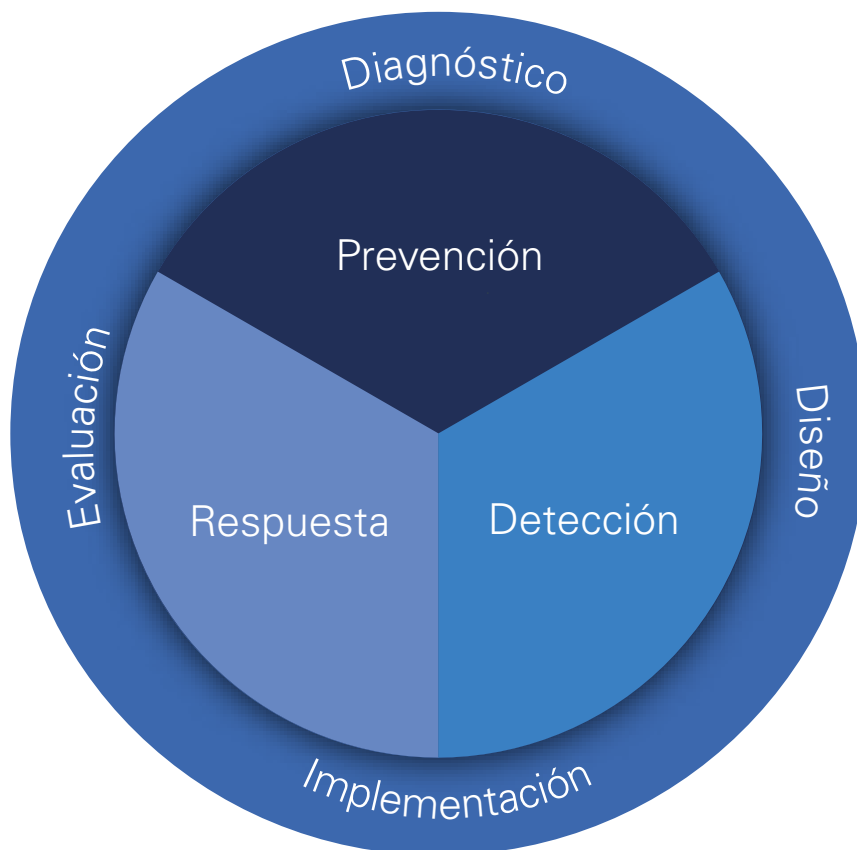 Diagnóstico
Prevención
Evaluación
Diseño
Respuesta
Detección
Implementación